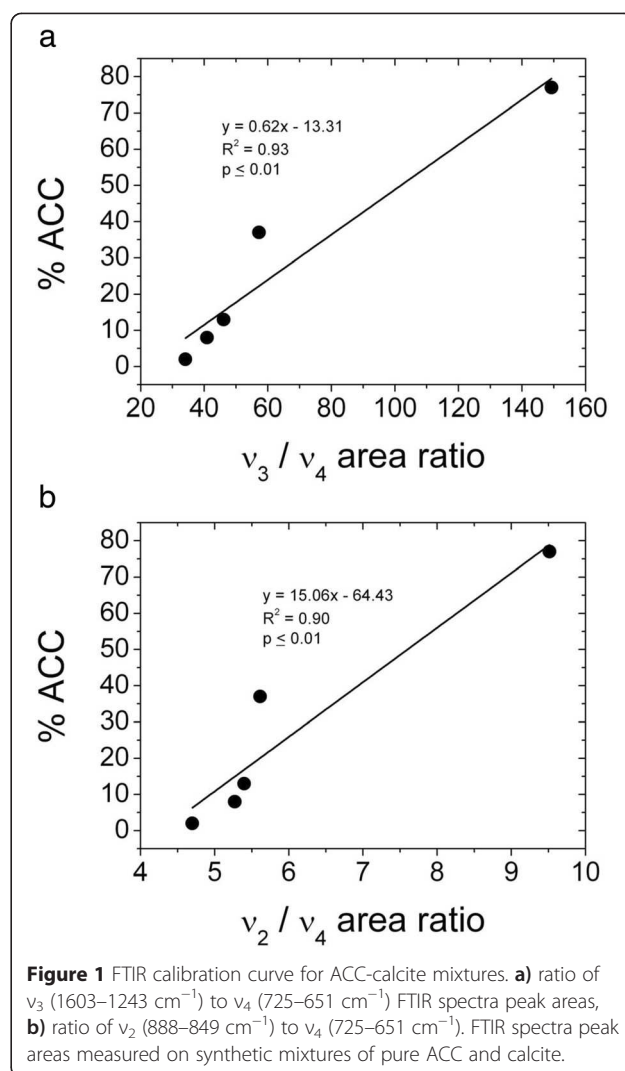 a
80
70
60
50
40
30
20
10
0
% ACC
y = 0.62x - 13.31
R² = 0.93
p ≤ 0.01
20 40 60 80 100 120 140 160
ν₃ / ν₄ area ratio
b
80
70
60
50
40
30
20
10
0
% ACC
y = 15.06x - 64.43
R² = 0.90
p ≤ 0.01
4 5 6 7 8 9 10
ν₂ / ν₄ area ratio
Figure 1 FTIR calibration curve for ACC-calcite mixtures. a) ratio of
ν₃ (1603–1243 cm⁻¹) to ν₄ (725–651 cm⁻¹) FTIR spectra peak areas,
b) ratio of ν₂ (888–849 cm⁻¹) to ν₄ (725–651 cm⁻¹). FTIR spectra peak
areas measured on synthetic mixtures of pure ACC and calcite.